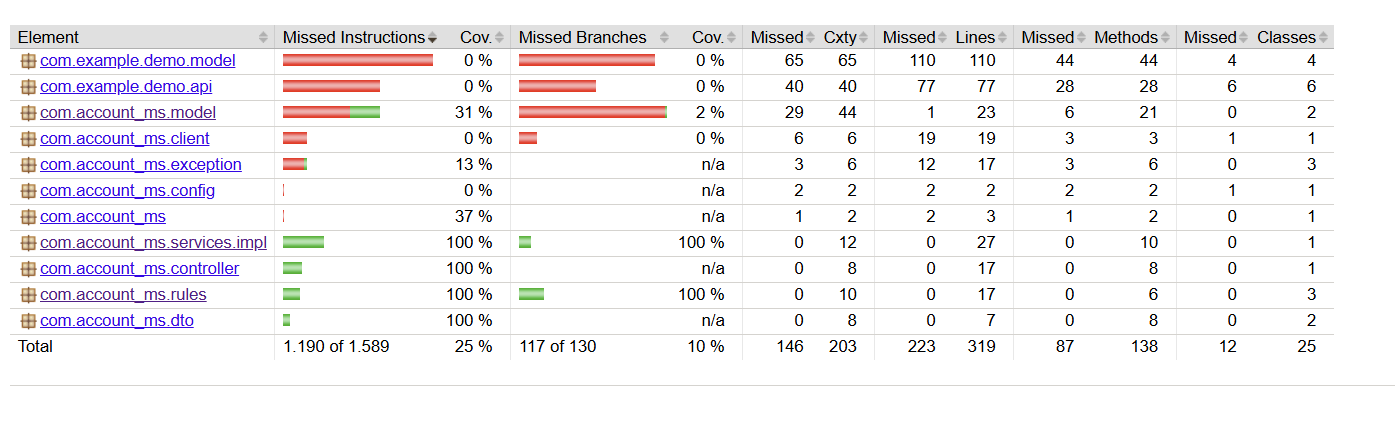 Element Missed Instructions Cov. Missed Branches Cov. Missed Cxty Missed Lines Missed Methods Missed Classes
com.example.demo.model 0 % 0 % 65 65 110 110 44 44 4 4
com.example.demo.api 0 % 0 % 40 40 77 77 28 28 6 6
com.account_ms.model 31 % 2 % 29 44 1 23 6 21 0 2
com.account_ms.client 0 % 0 % 6 6 19 19 3 3 1 1
com.account_ms.exception 13 % n/a 3 6 12 17 3 6 0 3
com.account_ms.config 0 % n/a 2 2 2 2 2 2 1 1
com.account_ms 37 % n/a 1 2 2 3 1 2 0 1
com.account_ms.services.impl 100 % 100 % 0 12 0 27 0 10 0 1
com.account_ms.controller 100 % n/a 0 8 0 17 0 8 0 1
com.account_ms.rules 100 % 100 % 0 10 0 17 0 6 0 3
com.account_ms.dto 100 % n/a 0 8 0 7 0 8 0 2
Total 1.190 of 1.589 25 % 117 of 130 10 % 146 203 223 319 87 138 12 25